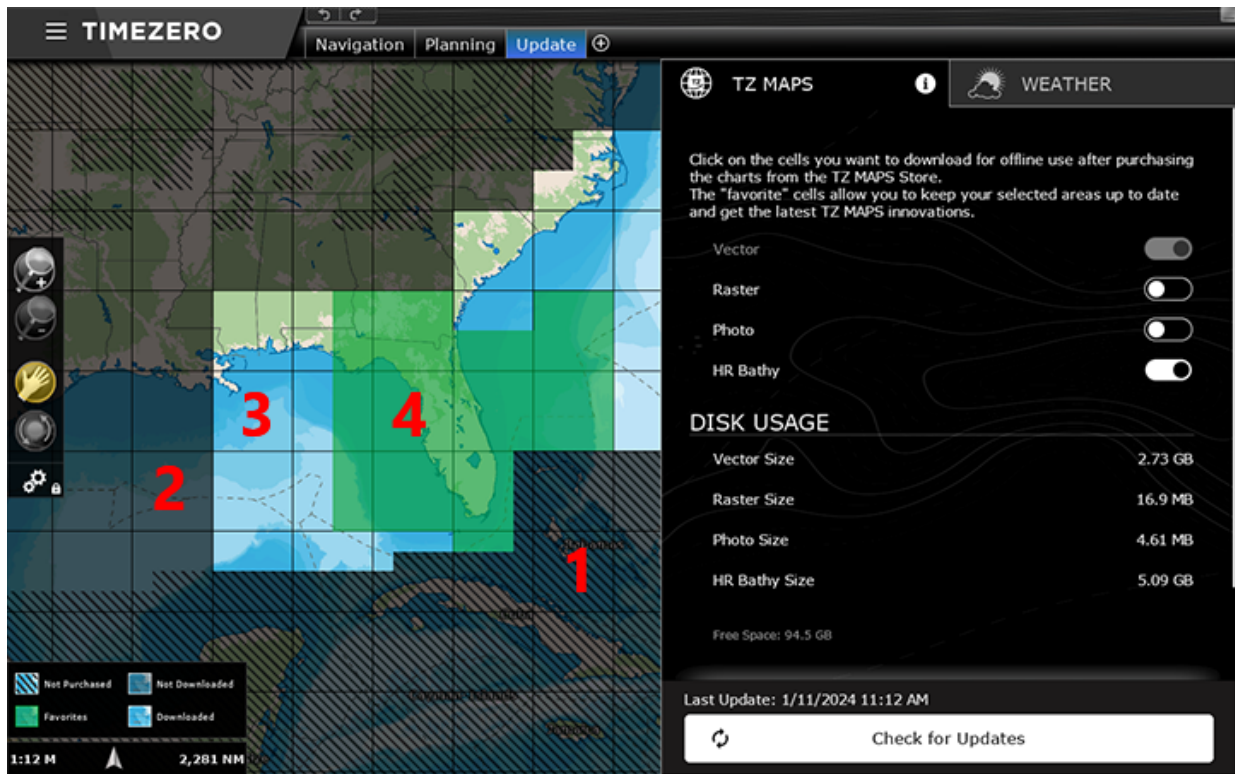 TIMEZERO
Navigation
Planning
Update
TZ MAPS
WEATHER
Click on the cells you want to download for offline use after purchasing
the charts from the TZ MAPS Store.
The "favorite" cells allow you to keep your selected areas up to date
and get the latest TZ MAPS innovations.
Vector
Raster
Photo
HR Bathy
DISK USAGE
Vector Size 2.73 GB
Raster Size 16.9 MB
Photo Size 4.61 MB
HR Bathy Size 5.09 GB
Free Space: 94.5 GB
Last Update: 1/11/2024 11:12 AM
Check for Updates
3
4
2
1
Not Purchased
Not Downloaded
Favorites
Downloaded
1:12 M
2,281 NM